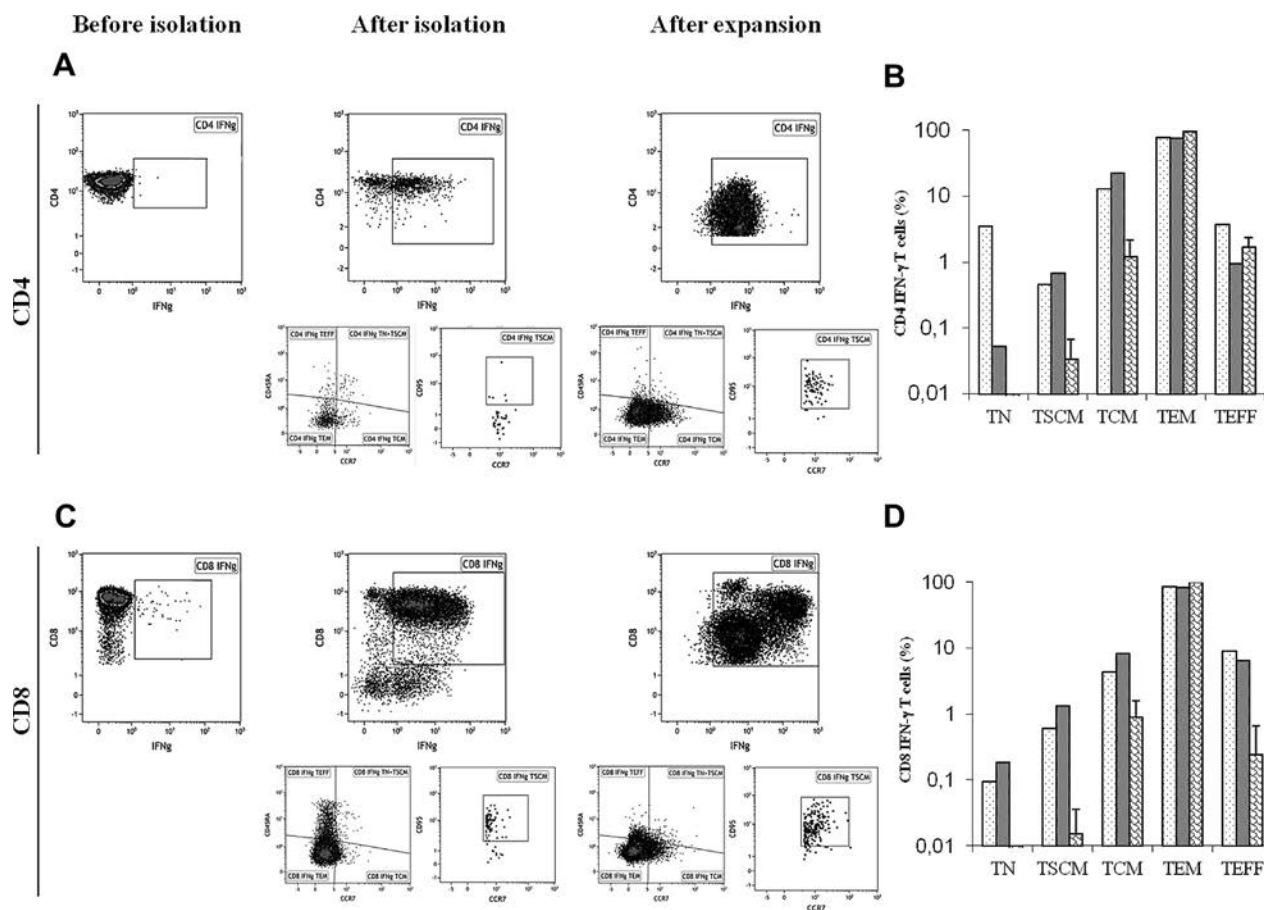 Before isolation
After isolation
After expansion
A
B
CD4
CD4 IFNg
CD4
IFNg
CD4 IFNg
CD4
IFNg
CD4 IFNg
CD4
IFNg
CD4 IFNg TEFF
CD4 IFNg TN+TSCM
CD45RA
CD4 IFNg TEM
CD4 IFNg TCM
CCR7
CD4 IFNg TSCM
CD95
CCR7
CD4 IFNg TEFF
CD4 IFNg TN+TSCM
CD45RA
CD4 IFNg TEM
CD4 IFNg TCM
CCR7
CD4 IFNg TSCM
CD95
CCR7
CD4 IFN-γ T cells (%)
100
10
1
0,1
0,01
TN TSCM TCM TEM TEFF
C
D
CD8
CD8 IFNg
CD8
IFNg
CD8 IFNg
CD8
IFNg
CD8 IFNg
CD8
IFNg
CD8 IFNg TEFF
CD8 IFNg TN+TSCM
CD45RA
CD8 IFNg TEM
CD8 IFNg TCM
CCR7
CD8 IFNg TSCM
CD95
CCR7
CD8 IFNg TEFF
CD8 IFNg TN+TSCM
CD45RA
CD8 IFNg TEM
CD8 IFNg TCM
CCR7
CD8 IFNg TSCM
CD95
CCR7
CD8 IFN-γ T cells (%)
100
10
1
0,1
0,01
TN TSCM TCM TEM TEFF